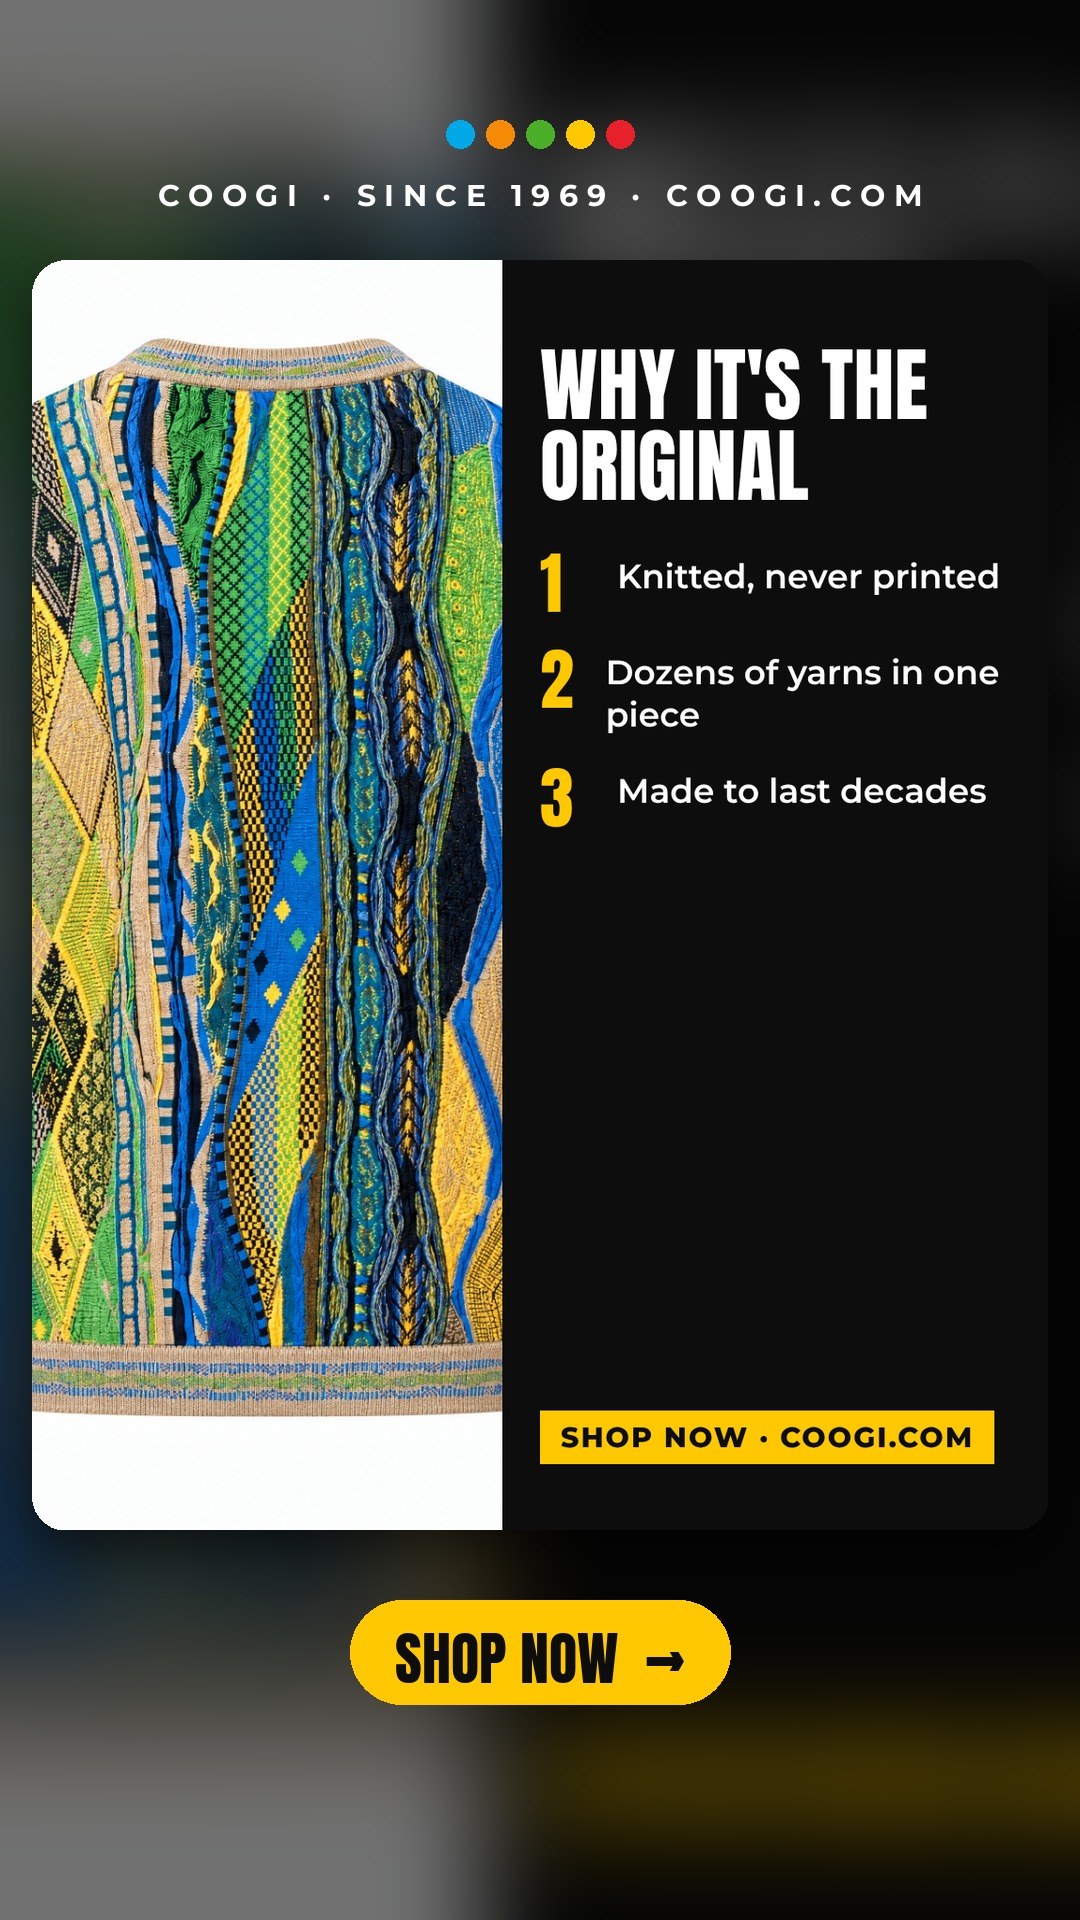 COOGI · SINCE 1969 · COOGI.COM
WHY IT'S THE
ORIGINAL
1 Knitted, never printed
2 Dozens of yarns in one
piece
3 Made to last decades
SHOP NOW · COOGI.COM
SHOP NOW →